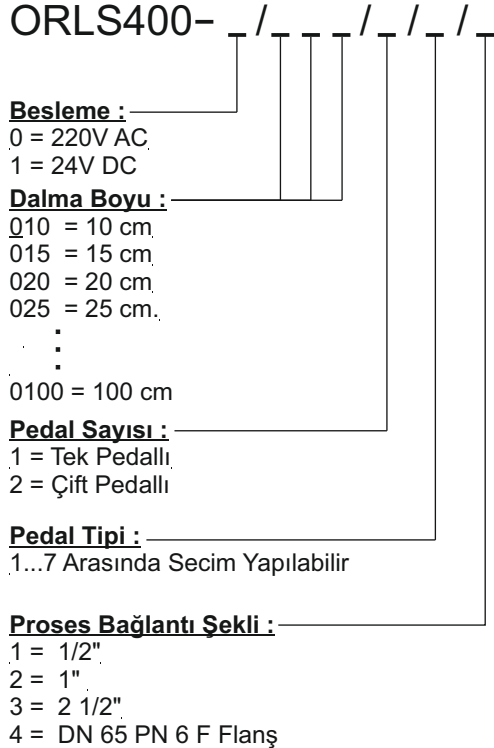 ORLS400- _ / _ _ _ / _ / _ / _
Besleme :
0 = 220V AC
1 = 24V DC
Dalma Boyu :
010 = 10 cm
015 = 15 cm
020 = 20 cm
025 = 25 cm.
.
.
.
0100 = 100 cm
Pedal Sayısı :
1 = Tek Pedallı
2 = Çift Pedallı
Pedal Tipi :
1...7 Arasında Secim Yapılabilir
Proses Bağlantı Şekli :
1 = 1/2"
2 = 1"
3 = 2 1/2"
4 = DN 65 PN 6 F Flanş